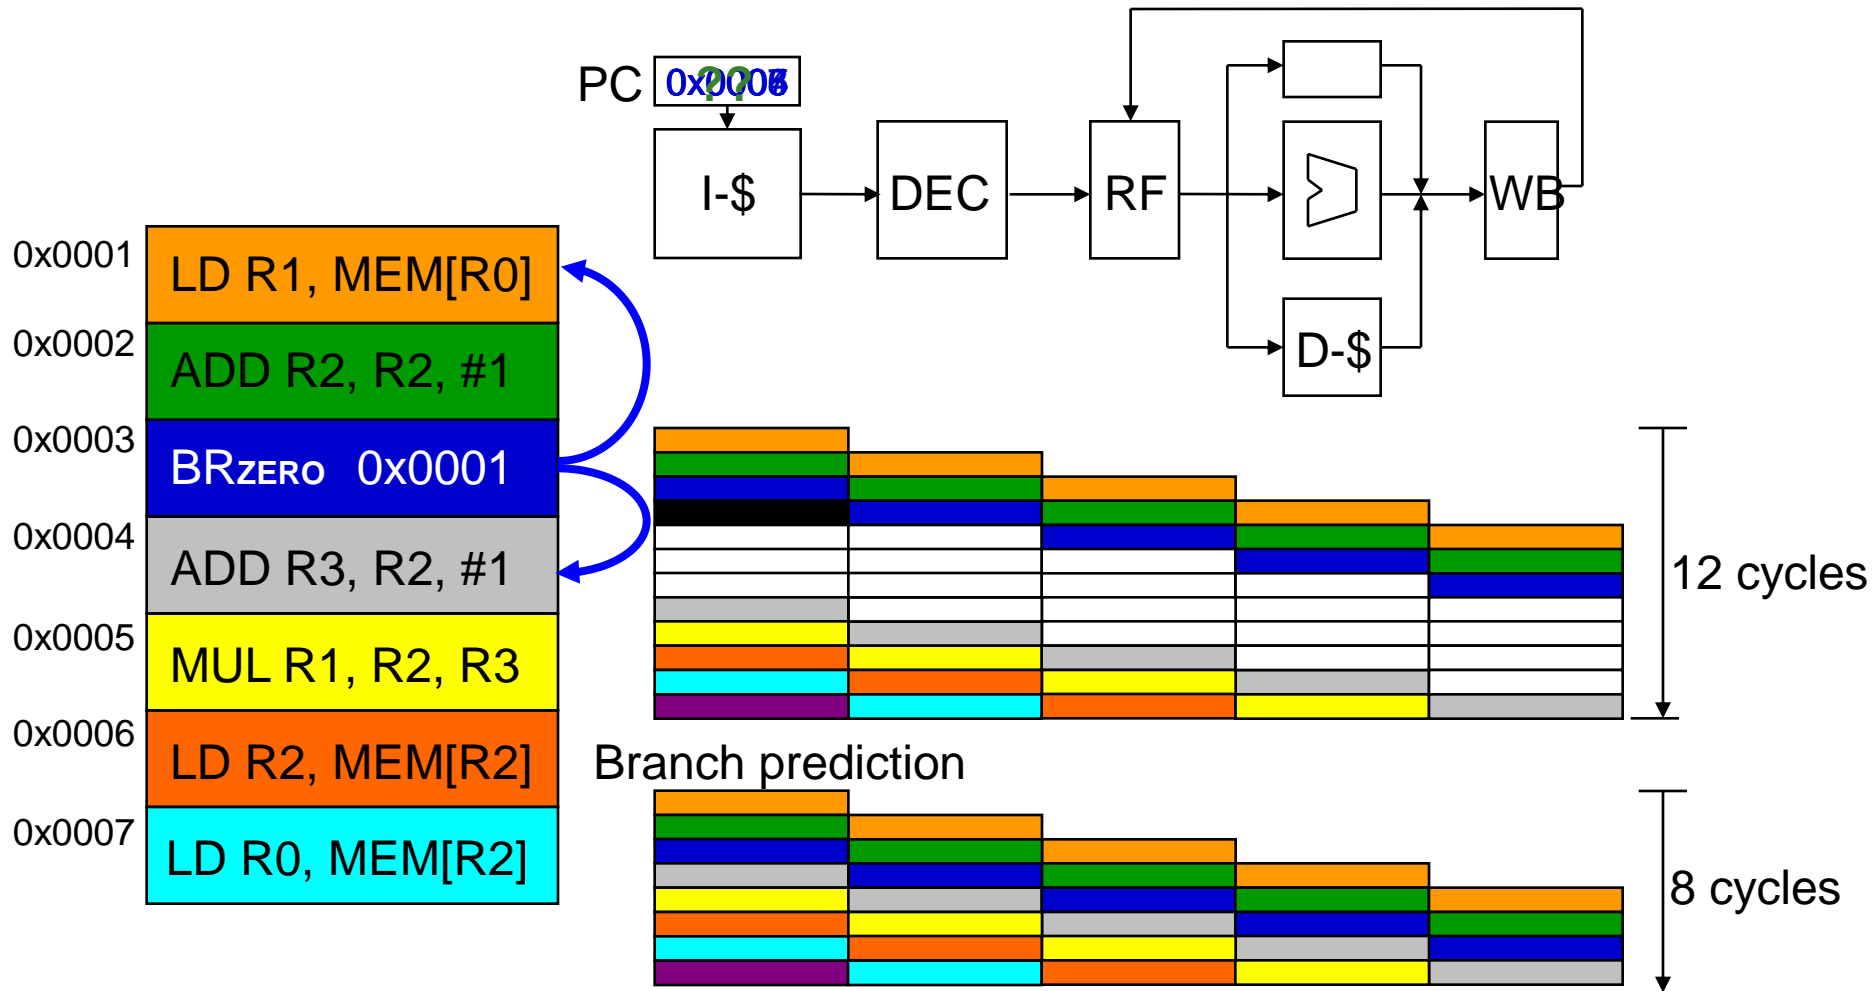 PC
I-$
DEC
RF
WB
D-$
0x0001
LD R1, MEM[R0]
0x0002
ADD R2, R2, #1
0x0003
BRZERO 0x0001
0x0004
ADD R3, R2, #1
0x0005
MUL R1, R2, R3
0x0006
LD R2, MEM[R2]
0x0007
LD R0, MEM[R2]
12 cycles
Branch prediction
8 cycles